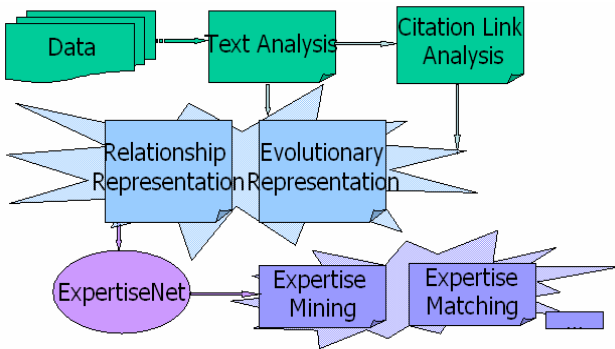 Data
Text Analysis
Citation Link
Analysis
Relationship
Representation
Evolutionary
Representation
ExpertiseNet
Expertise
Mining
Expertise
Matching
...